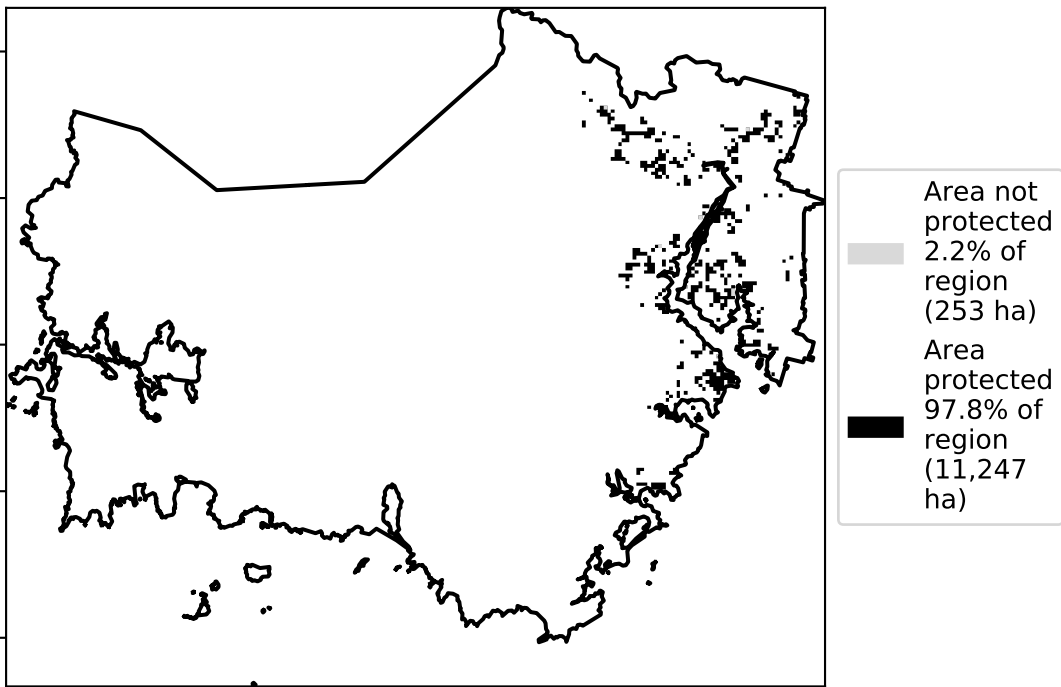 Area not
protected
2.2% of
region
(253 ha)
Area
protected
97.8% of
region
(11,247
ha)